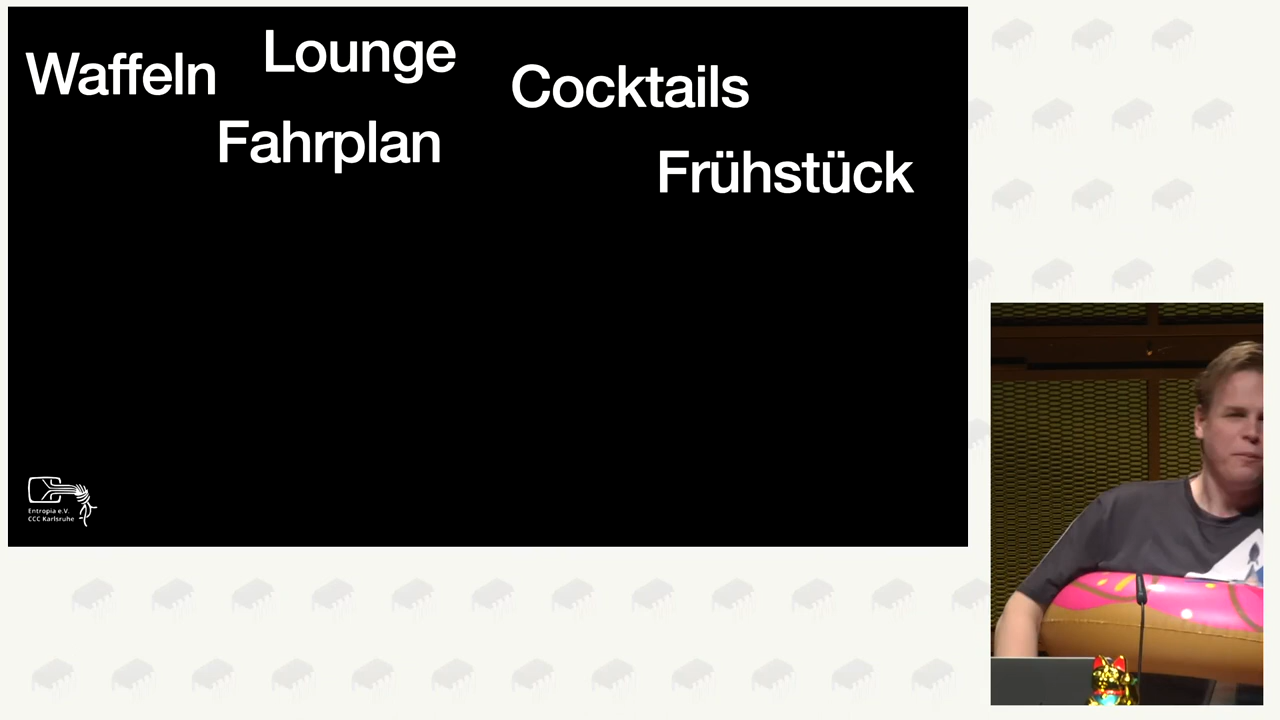 Waffeln
Lounge
Cocktails
Fahrplan
Frühstück
Entropia e.V.
CCC Karlsruhe